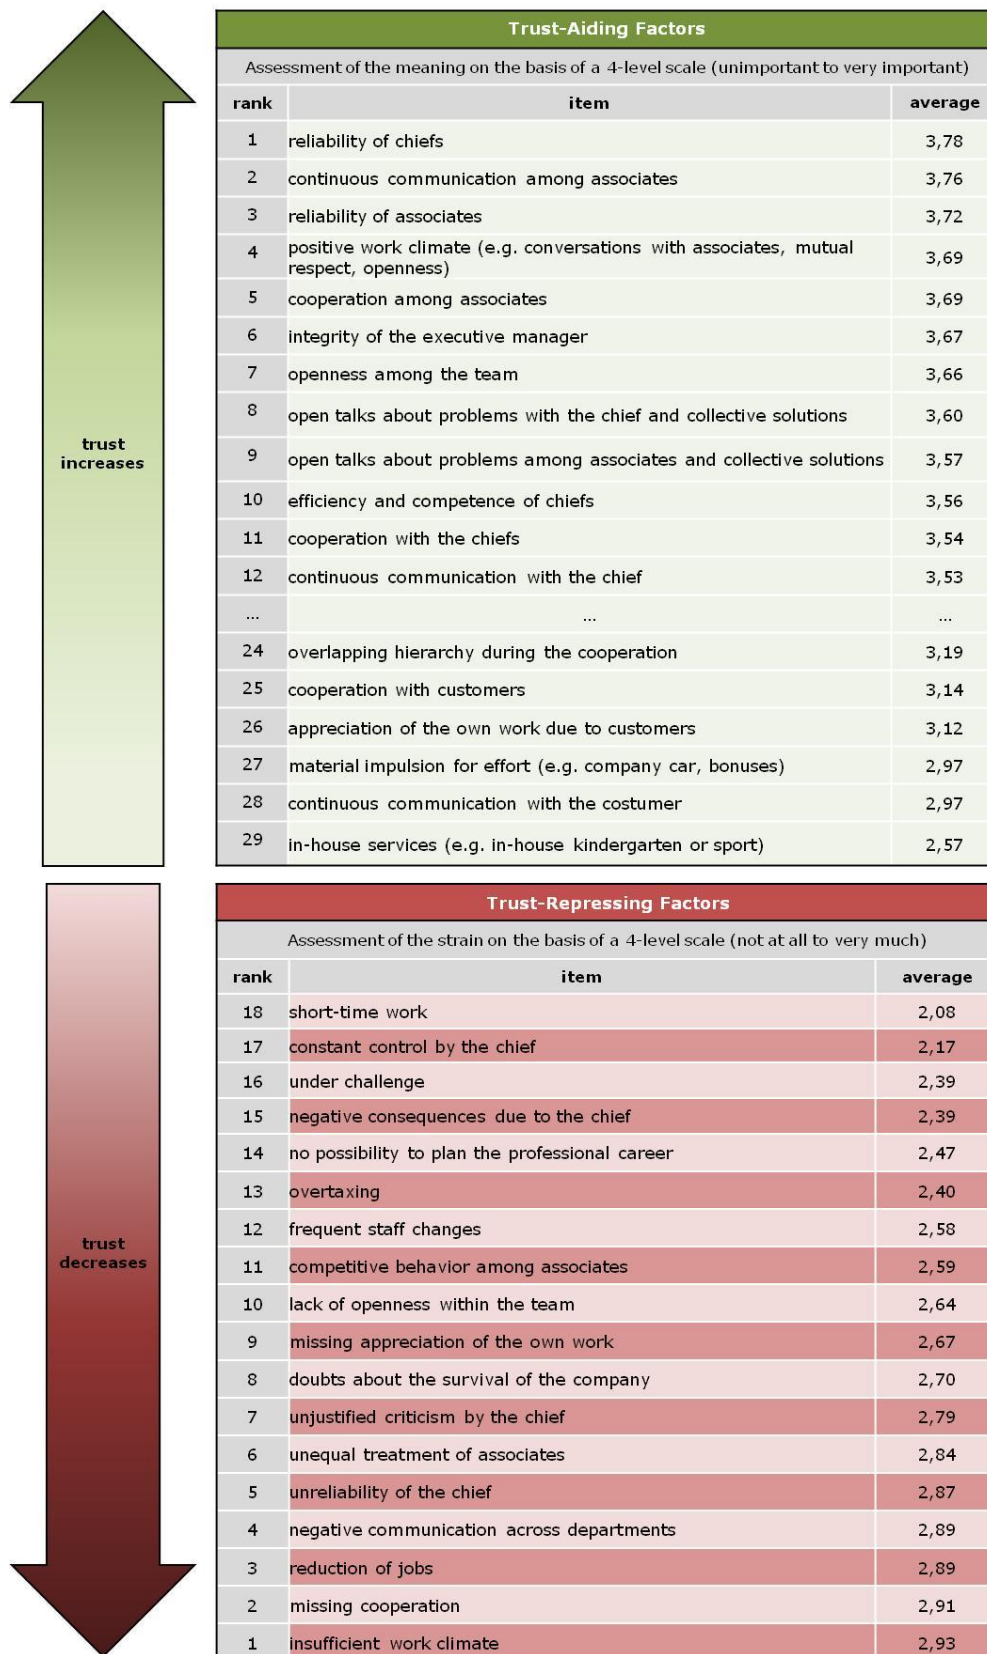 Trust-Aiding Factors
Assessment of the meaning on the basis of a 4-level scale (unimportant to very important)
rank item average
1 reliability of chiefs 3,78
2 continuous communication among associates 3,76
3 reliability of associates 3,72
4 positive work climate (e.g. conversations with associates, mutual
respect, openness) 3,69
5 cooperation among associates 3,69
6 integrity of the executive manager 3,67
7 openness among the team 3,66
8 open talks about problems with the chief and collective solutions 3,60
9 open talks about problems among associates and collective solutions 3,57
10 efficiency and competence of chiefs 3,56
11 cooperation with the chiefs 3,54
12 continuous communication with the chief 3,53
... ... ...
24 overlapping hierarchy during the cooperation 3,19
25 cooperation with customers 3,14
26 appreciation of the own work due to customers 3,12
27 material impulsion for effort (e.g. company car, bonuses) 2,97
28 continuous communication with the costumer 2,97
29 in-house services (e.g. in-house kindergarten or sport) 2,57
trust
increases
Trust-Repressing Factors
Assessment of the strain on the basis of a 4-level scale (not at all to very much)
rank item average
18 short-time work 2,08
17 constant control by the chief 2,17
16 under challenge 2,39
15 negative consequences due to the chief 2,39
14 no possibility to plan the professional career 2,47
13 overtaxing 2,40
12 frequent staff changes 2,58
11 competitive behavior among associates 2,59
10 lack of openness within the team 2,64
9 missing appreciation of the own work 2,67
8 doubts about the survival of the company 2,70
7 unjustified criticism by the chief 2,79
6 unequal treatment of associates 2,84
5 unreliability of the chief 2,87
4 negative communication across departments 2,89
3 reduction of jobs 2,89
2 missing cooperation 2,91
1 insufficient work climate 2,93
trust
decreases